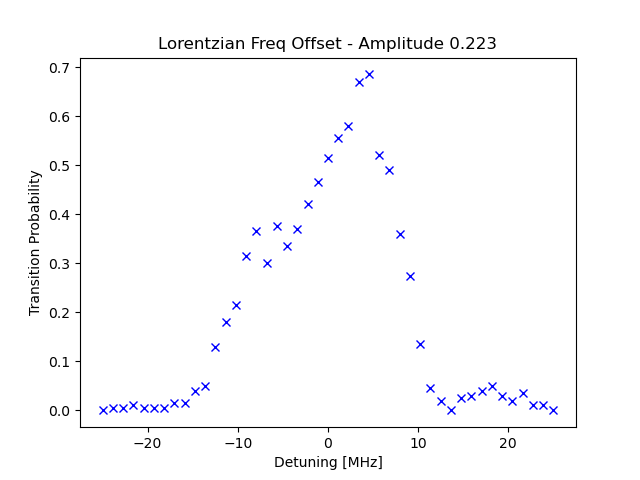 Lorentzian Freq Offset - Amplitude 0.223
0.7
0.6
0.5
0.4
0.3
0.2
0.1
0.0
Transition Probability
−20 −10 0 10 20
Detuning [MHz]